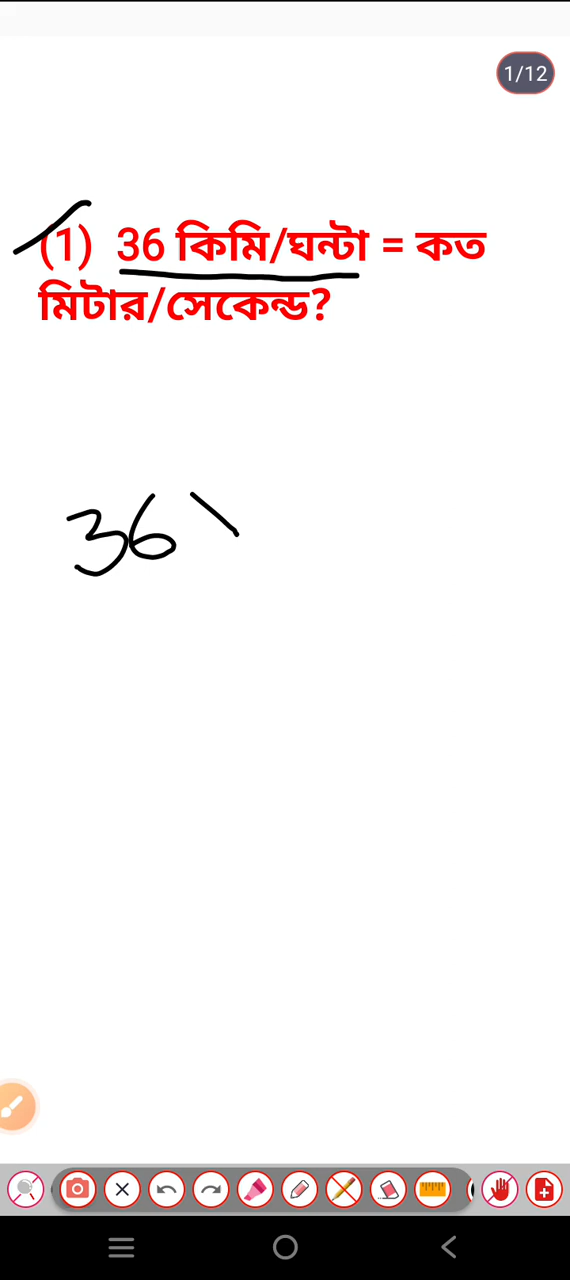 1/12
(1) 36 কিমি/ঘন্টা = কত
মিটার/সেকেন্ড?
36 \